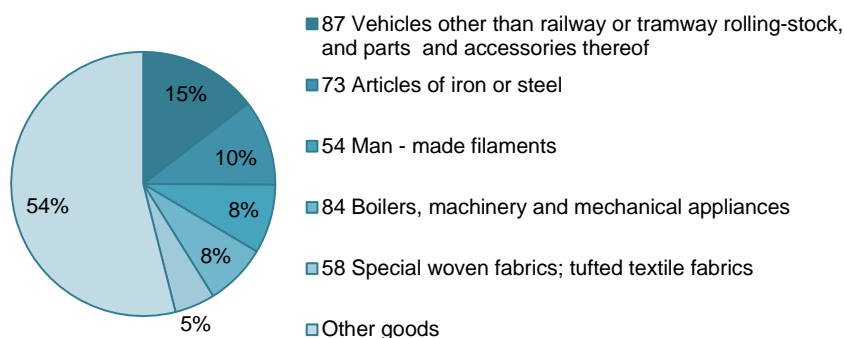 87 Vehicles other than railway or tramway rolling-stock,
and parts and accessories thereof
73 Articles of iron or steel
54 Man - made filaments
84 Boilers, machinery and mechanical appliances
58 Special woven fabrics; tufted textile fabrics
Other goods
15%
10%
8%
8%
5%
54%